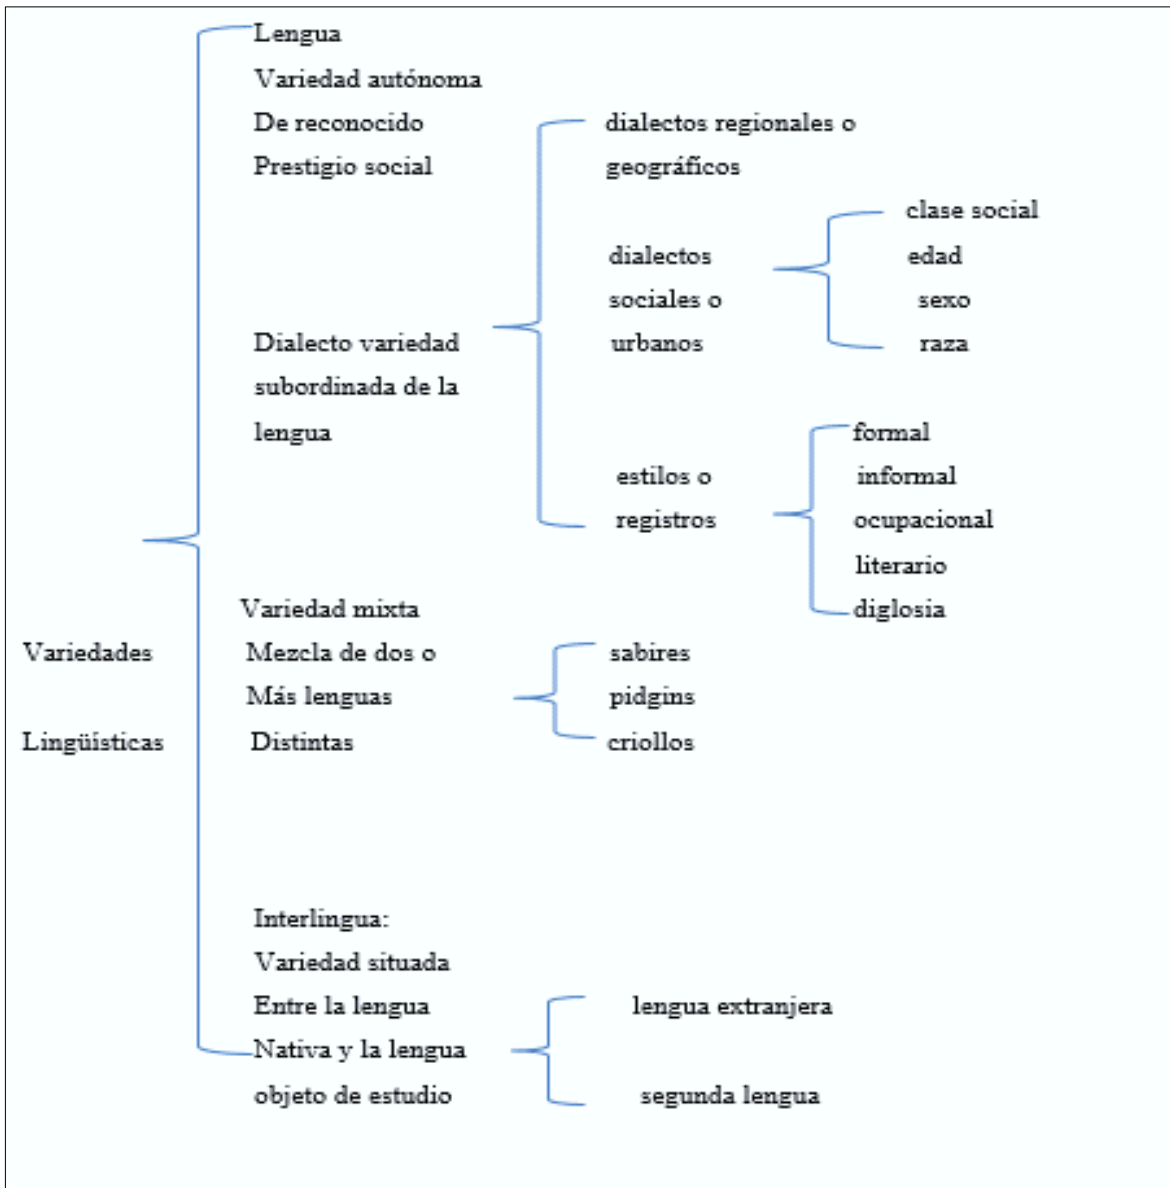 Lengua
Variedad autónoma
De reconocido
Prestigio social
dialectos regionales o
geográficos
clase social
dialectos
edad
sociales o
sexo
urbanos
raza
Dialecto variedad
subordinada de la
lengua
formal
estilos o
informal
registros
ocupacional
literario
diglosia
Variedades
Lingüísticas
Variedad mixta
Mezcla de dos o
Más lenguas
Distintas
sabires
pidgins
criollos
Interlingua:
Variedad situada
Entre la lengua
Nativa y la lengua
objeto de estudio
lengua extranjera
segunda lengua